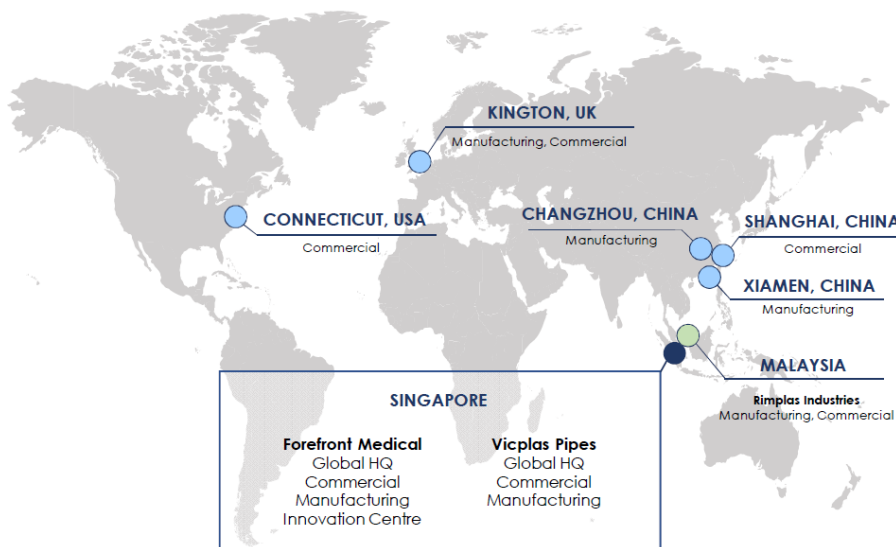 KINGTON, UK
Manufacturing, Commercial
CONNECTICUT, USA
Commercial
CHANGZHOU, CHINA
Manufacturing
SHANGHAI, CHINA
Commercial
XIAMEN, CHINA
Manufacturing
MALAYSIA
Rimplas Industries
Manufacturing, Commercial
SINGAPORE
Forefront Medical
Global HQ
Commercial
Manufacturing
Innovation Centre
Vicplas Pipes
Global HQ
Commercial
Manufacturing